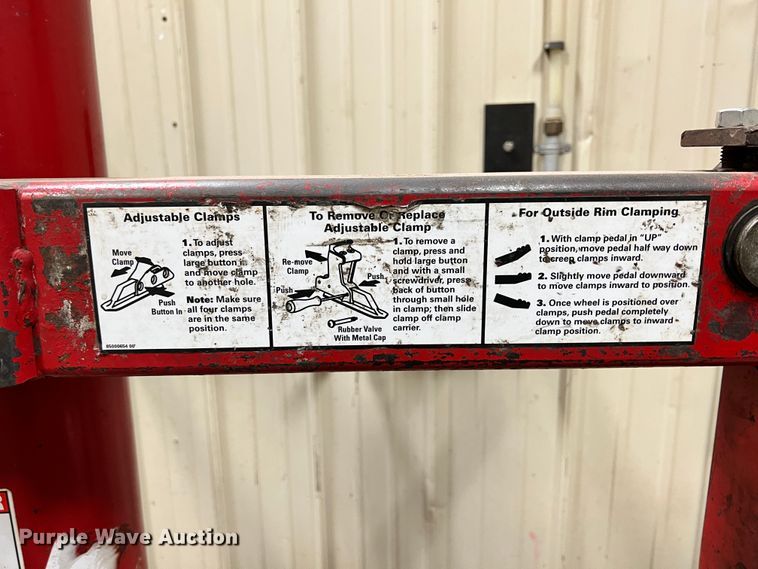 Adjustable Clamps
Move
Clamp
Push
Button In
1. To adjust
clamps, press
large button in
and move clamp
to another hole.
Note: Make sure
all four clamps
are in the same
position.
85000654 00
To Remove Or Replace
Adjustable Clamp
Re-move
Clamp
Push
Push
Rubber Valve
With Metal Cap
1. To remove a
clamp, press and
hold large button
and with a small
screwdriver, press
back of button
through small hole
in clamp; then slide
clamp off clamp
carrier.
For Outside Rim Clamping
1. With clamp pedal in "UP"
position, move pedal half way down
to creep clamps inward.
2. Slightly move pedal downward
to move clamps inward to position.
3. Once wheel is positioned over
clamps, push pedal completely
down to move clamps to inward
clamp position.
R
Purple Wave Auction